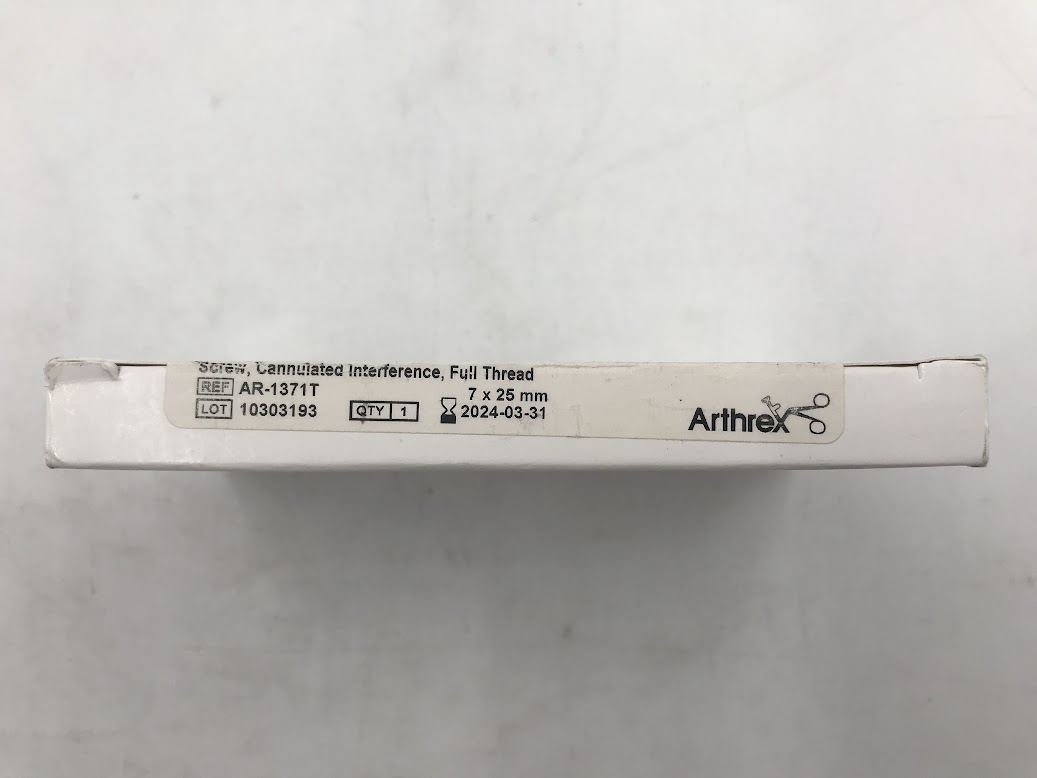 Screw, Cannulated Interference, Full Thread
REF AR-1371T 7 x 25 mm
LOT 10303193 QTY 1 2024-03-31
Arthrex